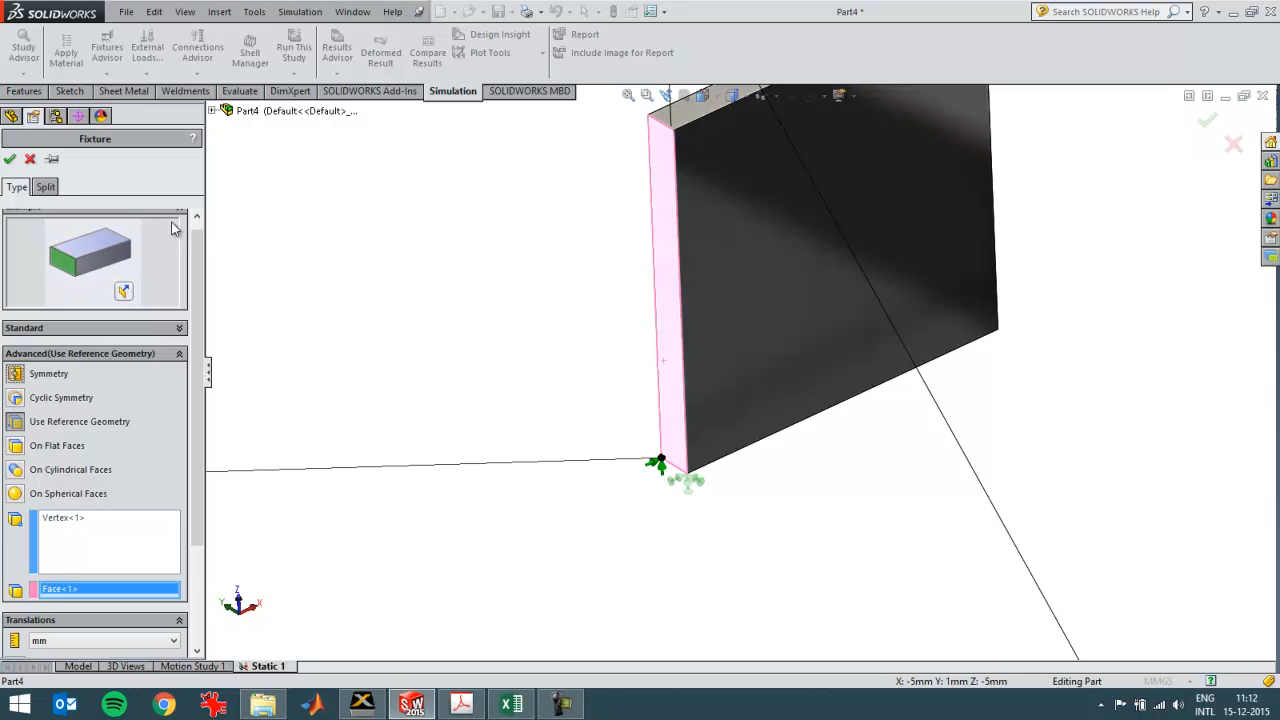 SOLIDWORKS File Edit View Insert Tools Simulation Window Help Part4 * Search SOLIDWORKS Help
Study Advisor Apply Material Fixtures Advisor External Loads... Connections Advisor Shell Manager Run This Study Results Advisor Deformed Result Compare Results Design Insight Report
Plot Tools Include Image for Report
Features Sketch Sheet Metal Weldments Evaluate DimXpert SOLIDWORKS Add-Ins Simulation SOLIDWORKS MBD
Part4 (Default<<Default>_...
Fixture ?
Type Split
Standard
Advanced(Use Reference Geometry)
Symmetry
Cyclic Symmetry
Use Reference Geometry
On Flat Faces
On Cylindrical Faces
On Spherical Faces
Vertex<1>
Face<1>
Z
Y X
Translations
mm
Model 3D Views Motion Study 1 Static 1
Part4 X: -5mm Y: 1mm Z: -5mm Editing Part MMGS
SW 2015
ENG 11:12
INTL 15-12-2015